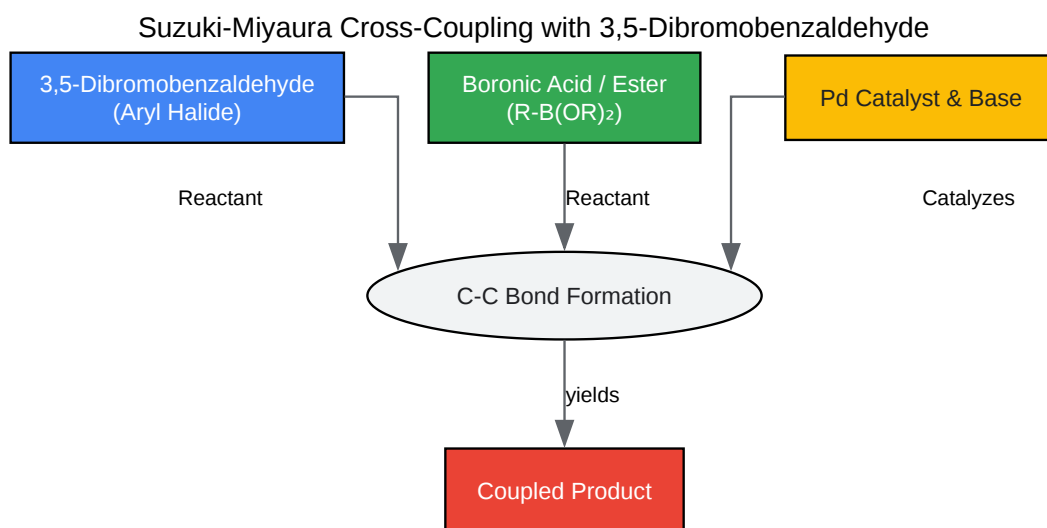 Suzuki-Miyaura Cross-Coupling with 3,5-Dibromobenzaldehyde
3,5-Dibromobenzaldehyde
(Aryl Halide)
Boronic Acid / Ester
(R-B(OR)₂)
Pd Catalyst & Base
Reactant
Reactant
Catalyzes
C-C Bond Formation
yields
Coupled Product